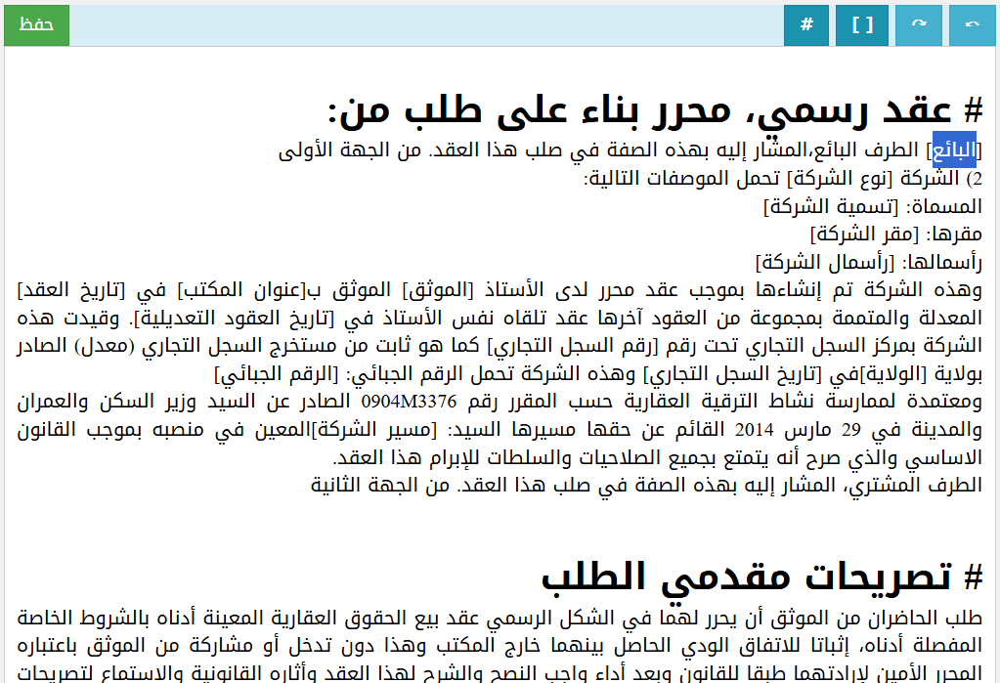 حفظ
#
[ ]
# عقد رسمي، محرر بناء على طلب من:
[البائع] الطرف البائع،المشار إليه بهذه الصفة في صلب هذا العقد. من الجهة الأولى
2) الشركة [نوع الشركة] تحمل الموصفات التالية:
المسماة: [تسمية الشركة]
مقرها: [مقر الشركة]
رأسمالها: [رأسمال الشركة]
وهذه الشركة تم إنشاءها بموجب عقد محرر لدى الأستاذ [الموثق] الموثق ب[عنوان المكتب] في [تاريخ العقد]
المعدلة والمتممة بمجموعة من العقود آخرها عقد تلقاه نفس الأستاذ في [تاريخ العقود التعديلية]. وقيدت هذه
الشركة بمركز السجل التجاري تحت رقم [رقم السجل التجاري] كما هو ثابت من مستخرج السجل التجاري (معدل) الصادر
بولاية [الولاية]في [تاريخ السجل التجاري] وهذه الشركة تحمل الرقم الجبائي: [الرقم الجبائي]
ومعتمدة لممارسة نشاط الترقية العقارية حسب المقرر رقم 0904M3376 الصادر عن السيد وزير السكن والعمران
والمدينة في 29 مارس 2014 القائم عن حقها مسيرها السيد: [مسير الشركة]المعين في منصبه بموجب القانون
الاساسي والذي صرح أنه يتمتع بجميع الصلاحيات والسلطات للإبرام هذا العقد.
الطرف المشتري، المشار إليه بهذه الصفة في صلب هذا العقد. من الجهة الثانية
# تصريحات مقدمي الطلب
طلب الحاضران من الموثق أن يحرر لهما في الشكل الرسمي عقد بيع الحقوق العقارية المعينة أدناه بالشروط الخاصة
المفصلة أدناه، إثباتا للاتفاق الودي الحاصل بينهما خارج المكتب وهذا دون تدخل أو مشاركة من الموثق باعتباره
المحرر الأمين لإرادتهما طبقا للقانون وبعد أداء واجب النصح والشرح لهذا العقد وأثاره القانونية والاستماع لتصريحات